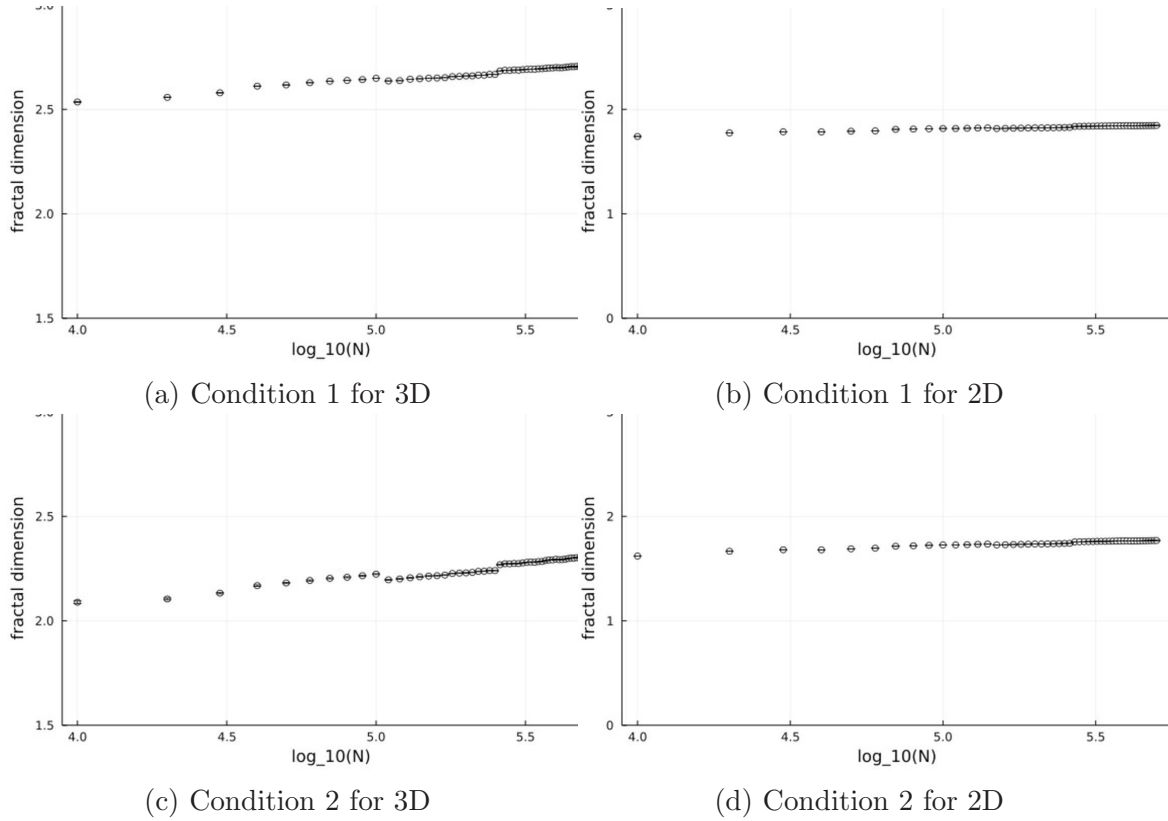 3.0
2.5
2.0
1.5
fractal dimension
4.0 4.5 5.0 5.5
log_10(N)
(a) Condition 1 for 3D
2
1
0
fractal dimension
4.0 4.5 5.0 5.5
log_10(N)
(b) Condition 1 for 2D
3.0
2.5
2.0
1.5
fractal dimension
4.0 4.5 5.0 5.5
log_10(N)
(c) Condition 2 for 3D
2
1
0
fractal dimension
4.0 4.5 5.0 5.5
log_10(N)
(d) Condition 2 for 2D